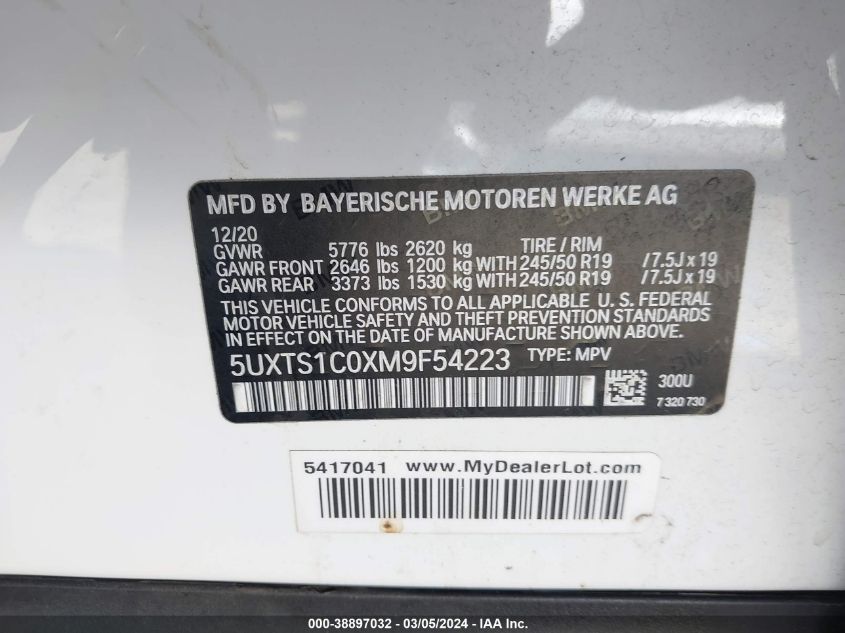 MFD BY BAYERISCHE MOTOREN WERKE AG
12/20
GVWR 5776 lbs 2620 kg TIRE / RIM
GAWR FRONT 2646 lbs 1200 kg WITH 245/50 R19 /7.5J x 19
GAWR REAR 3373 lbs 1530 kg WITH 245/50 R19 /7.5J x 19
THIS VEHICLE CONFORMS TO ALL APPLICABLE U. S. FEDERAL
MOTOR VEHICLE SAFETY AND THEFT PREVENTION STANDARDS
IN EFFECT ON THE DATE OF MANUFACTURE SHOWN ABOVE.
5UXTS1C0XM9F54223 TYPE: MPV
300U
7 320 730
5417041 www.MyDealerLot.com
000-38897032 / 03/05/2024 - IAA Inc.